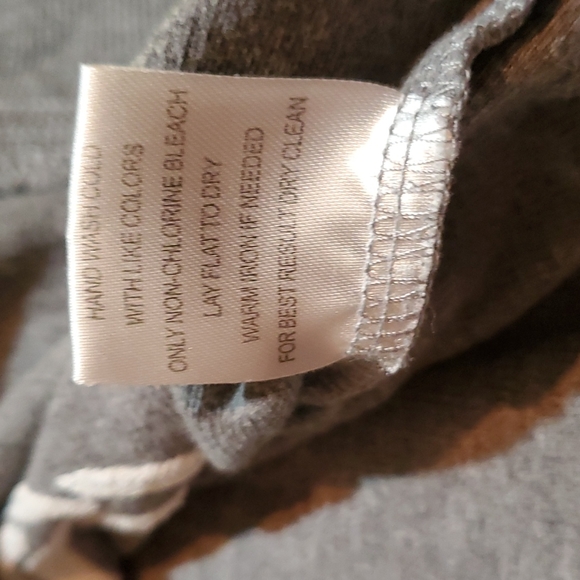 HAND WASH COLD
WITH LIKE COLORS
ONLY NON-CHLORINE BLEACH
LAY FLAT TO DRY
WARM IRON IF NEEDED
FOR BEST RESULT DRY CLEAN